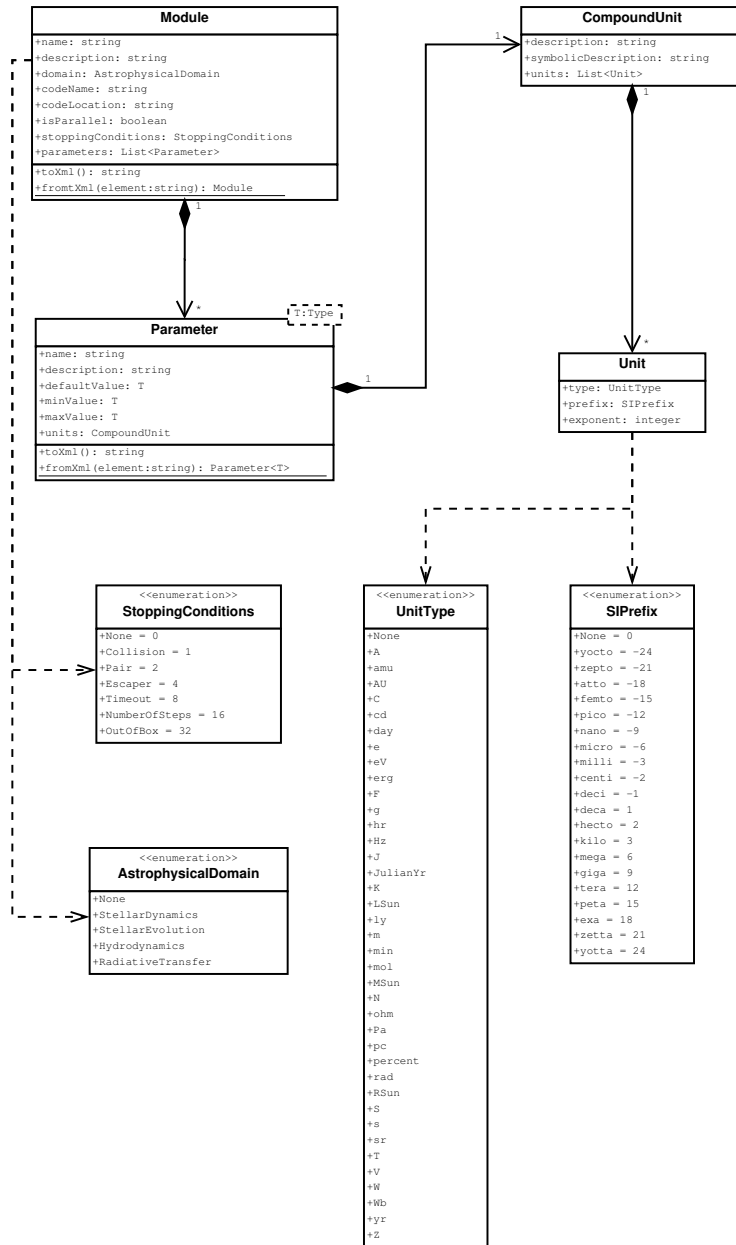 Module
+name: string
+description: string
+domain: AstrophysicalDomain
+codeName: string
+codeLocation: string
+isParallel: boolean
+stoppingConditions: StoppingConditions
+parameters: List<Parameter>
+toXml(): string
+fromtXml(element:string): Module
1
*
CompoundUnit
+description: string
+symbolicDescription: string
+units: List<Unit>
1
1
*
T:Type
Parameter
+name: string
+description: string
+defaultValue: T
+minValue: T
+maxValue: T
+units: CompoundUnit
+toXml(): string
+fromXml(element:string): Parameter<T>
1
Unit
+type: UnitType
+prefix: SIPrefix
+exponent: integer
<<enumeration>>
StoppingConditions
+None = 0
+Collision = 1
+Pair = 2
+Escaper = 4
+Timeout = 8
+NumberOfSteps = 16
+OutOfBox = 32
<<enumeration>>
AstrophysicalDomain
+None
+StellarDynamics
+StellarEvolution
+Hydrodynamics
+RadiativeTransfer
<<enumeration>>
UnitType
+None
+A
+amu
+AU
+C
+cd
+day
+e
+eV
+erg
+F
+g
+hr
+Hz
+J
+JulianYr
+K
+LSun
+ly
+m
+min
+mol
+MSun
+N
+ohm
+Pa
+pc
+percent
+rad
+RSun
+S
+s
+sr
+T
+V
+W
+Wb
+yr
+Z
<<enumeration>>
SIPrefix
+None = 0
+yocto = -24
+zepto = -21
+atto = -18
+femto = -15
+pico = -12
+nano = -9
+micro = -6
+milli = -3
+centi = -2
+deci = -1
+deca = 1
+hecto = 2
+kilo = 3
+mega = 6
+giga = 9
+tera = 12
+peta = 15
+exa = 18
+zetta = 21
+yotta = 24